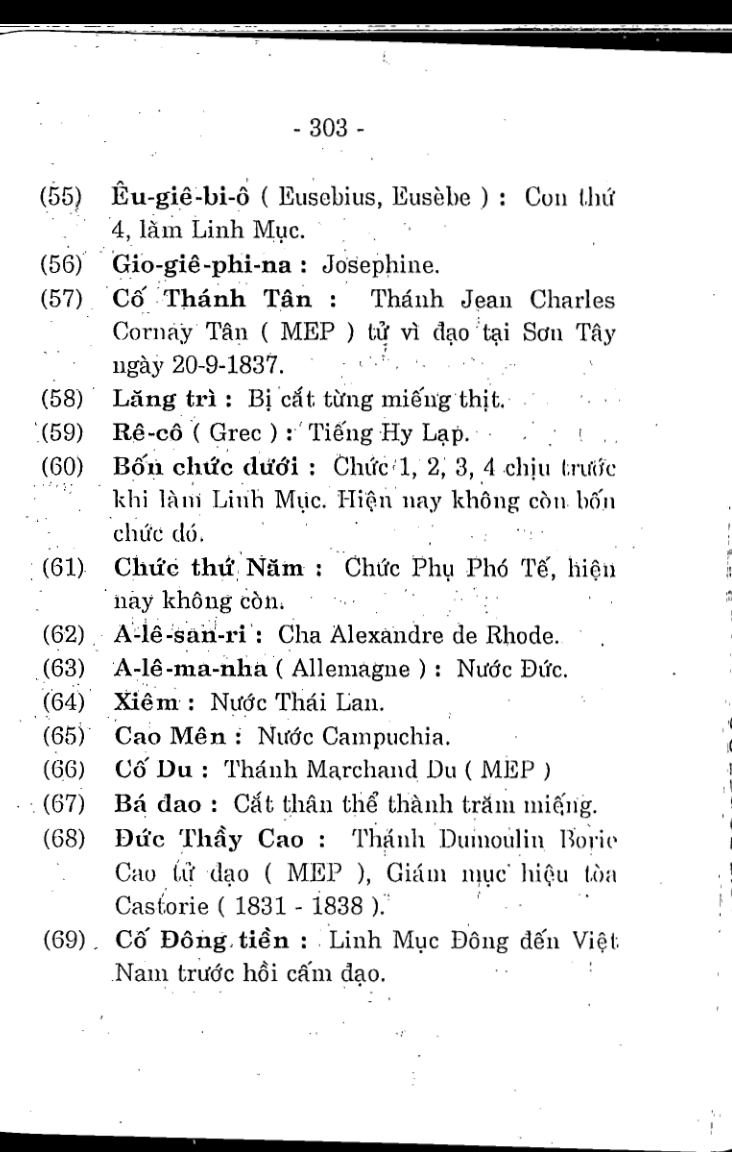 - 303 -
(55) Êu-giê-bi-ô ( Eusebius, Eusèbe ) : Con thứ
4, làm Linh Mục.
(56) Gio-giê-phi-na : Josephine.
(57) Cố Thánh Tân : Thánh Jean Charles
Cornay Tân ( MEP ) tử vì đạo tại Sơn Tây
ngày 20-9-1837.
(58) Lăng trì : Bị cắt từng miếng thịt.
(59) Rê-cô ( Grec ) : Tiếng Hy Lạp.
(60) Bốn chức dưới : Chức 1, 2, 3, 4 chịu trước
khi làm Linh Mục. Hiện nay không còn bốn
chức đó.
(61) Chức thứ Năm : Chức Phụ Phó Tế, hiện
nay không còn.
(62) A-lê-san-ri : Cha Alexandre de Rhode.
(63) A-lê-ma-nha ( Allemagne ) : Nước Đức.
(64) Xiêm : Nước Thái Lan.
(65) Cao Mên : Nước Campuchia.
(66) Cố Du : Thánh Marchand Du ( MEP )
(67) Bá đao : Cắt thân thể thành trăm miếng.
(68) Đức Thầy Cao : Thánh Dumoulin Borie
Cao tử đạo ( MEP ), Giám mục hiệu tòa
Castorie ( 1831 - 1838 ).
(69) Cố Đông tiền : Linh Mục Đông đến Việt
Nam trước hồi cấm đạo.